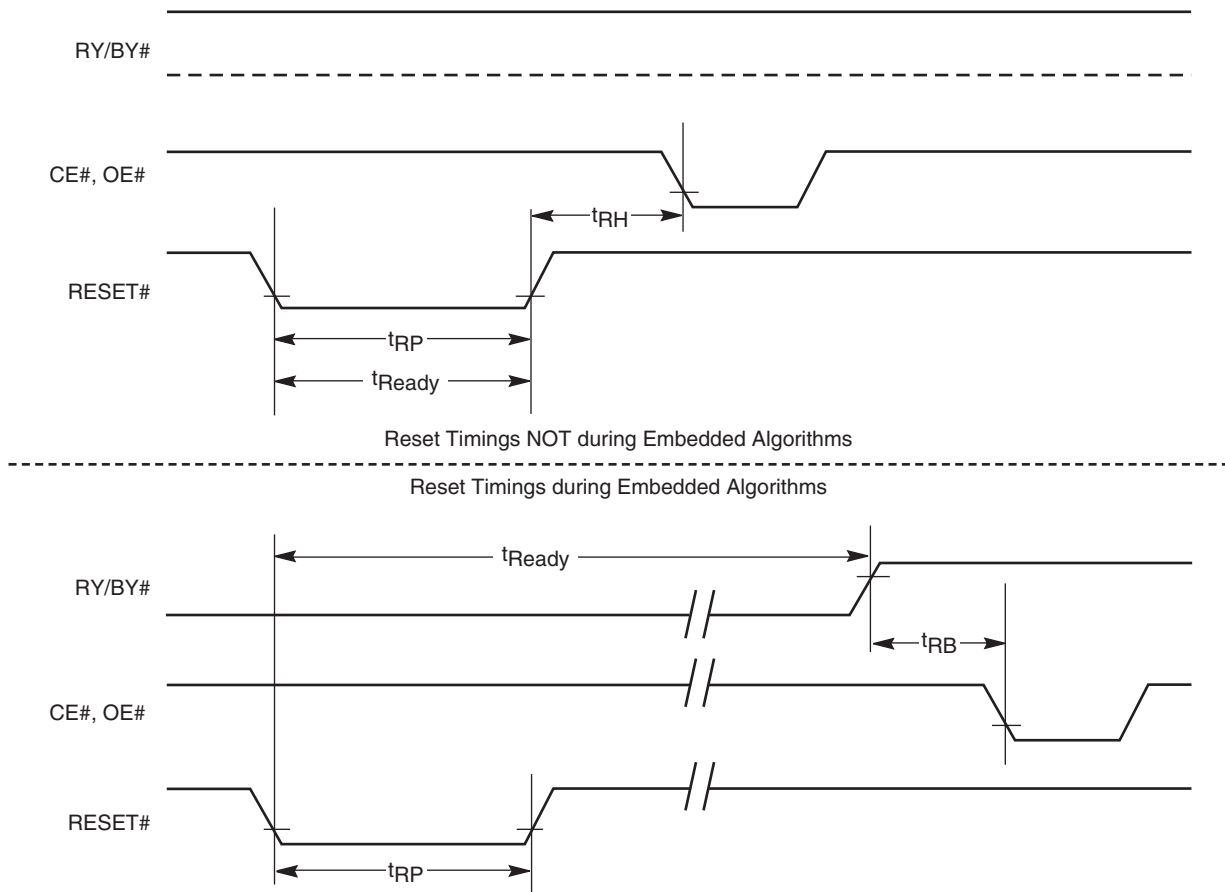 RY/BY#
CE#, OE#
tRH
RESET#
tRP
tReady
Reset Timings NOT during Embedded Algorithms
Reset Timings during Embedded Algorithms
tReady
RY/BY#
tRB
CE#, OE#
RESET#
tRP